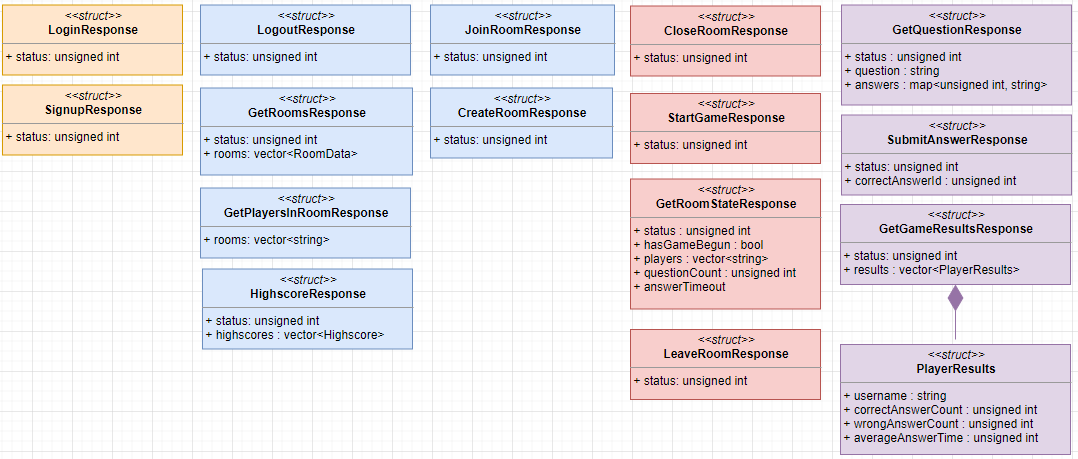 <<struct>>
LoginResponse
+ status: unsigned int
<<struct>>
SignupResponse
+ status: unsigned int
<<struct>>
LogoutResponse
+ status: unsigned int
<<struct>>
GetRoomsResponse
+ status: unsigned int
+ rooms: vector<RoomData>
<<struct>>
GetPlayersInRoomResponse
+ rooms: vector<string>
<<struct>>
HighscoreResponse
+ status: unsigned int
+ highscores : vector<Highscore>
<<struct>>
JoinRoomResponse
+ status: unsigned int
<<struct>>
CreateRoomResponse
+ status: unsigned int
<<struct>>
CloseRoomResponse
+ status: unsigned int
<<struct>>
StartGameResponse
+ status: unsigned int
<<struct>>
GetRoomStateResponse
+ status : unsigned int
+ hasGameBegun : bool
+ players : vector<string>
+ questionCount : unsigned int
+ answerTimeout
<<struct>>
LeaveRoomResponse
+ status: unsigned int
<<struct>>
GetQuestionResponse
+ status : unsigned int
+ question : string
+ answers : map<unsigned int, string>
<<struct>>
SubmitAnswerResponse
+ status: unsigned int
+ correctAnswerId : unsigned int
<<struct>>
GetGameResultsResponse
+ status: unsigned int
+ results : vector<PlayerResults>
<<struct>>
PlayerResults
+ username : string
+ correctAnswerCount : unsigned int
+ wrongAnswerCount : unsigned int
+ averageAnswerTime : unsigned int